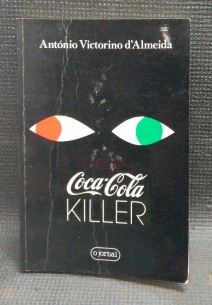 António Victorino d'Almeida
Coca-Cola
KILLER
o jornal